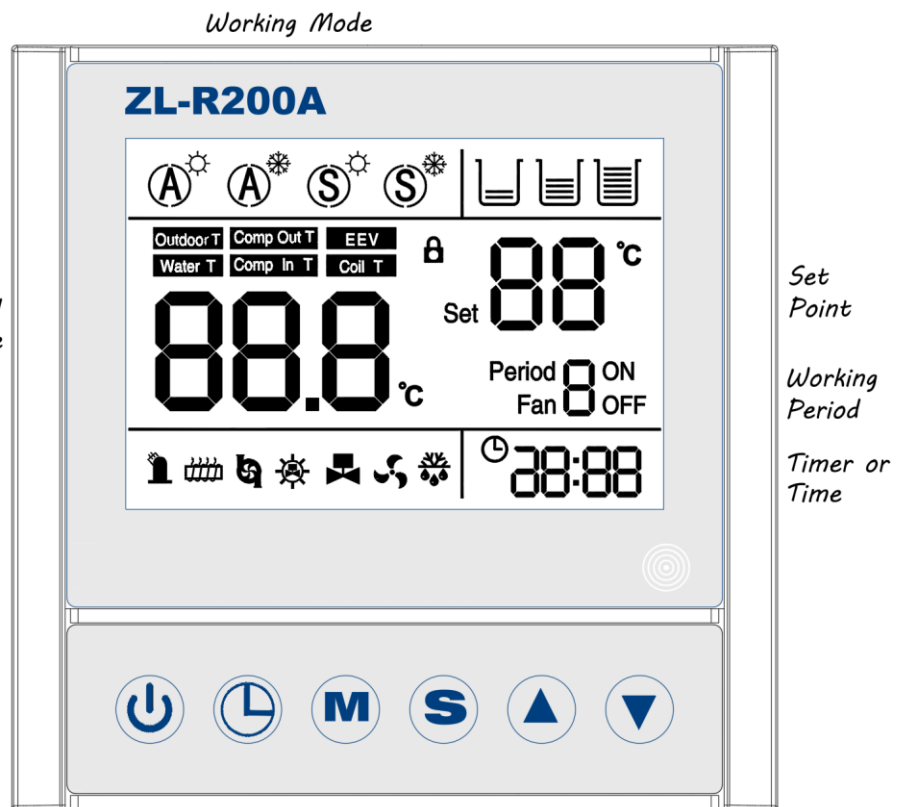 Working Mode
ZL-R200A
A A S S
Outdoor T Comp Out T EEV
Water T Comp In T Coil T
88 °C
Set
Set
Point
88.8 °C
Period 8 ON
Fan OFF
Working
Period
88:88
Timer or
Time
M S